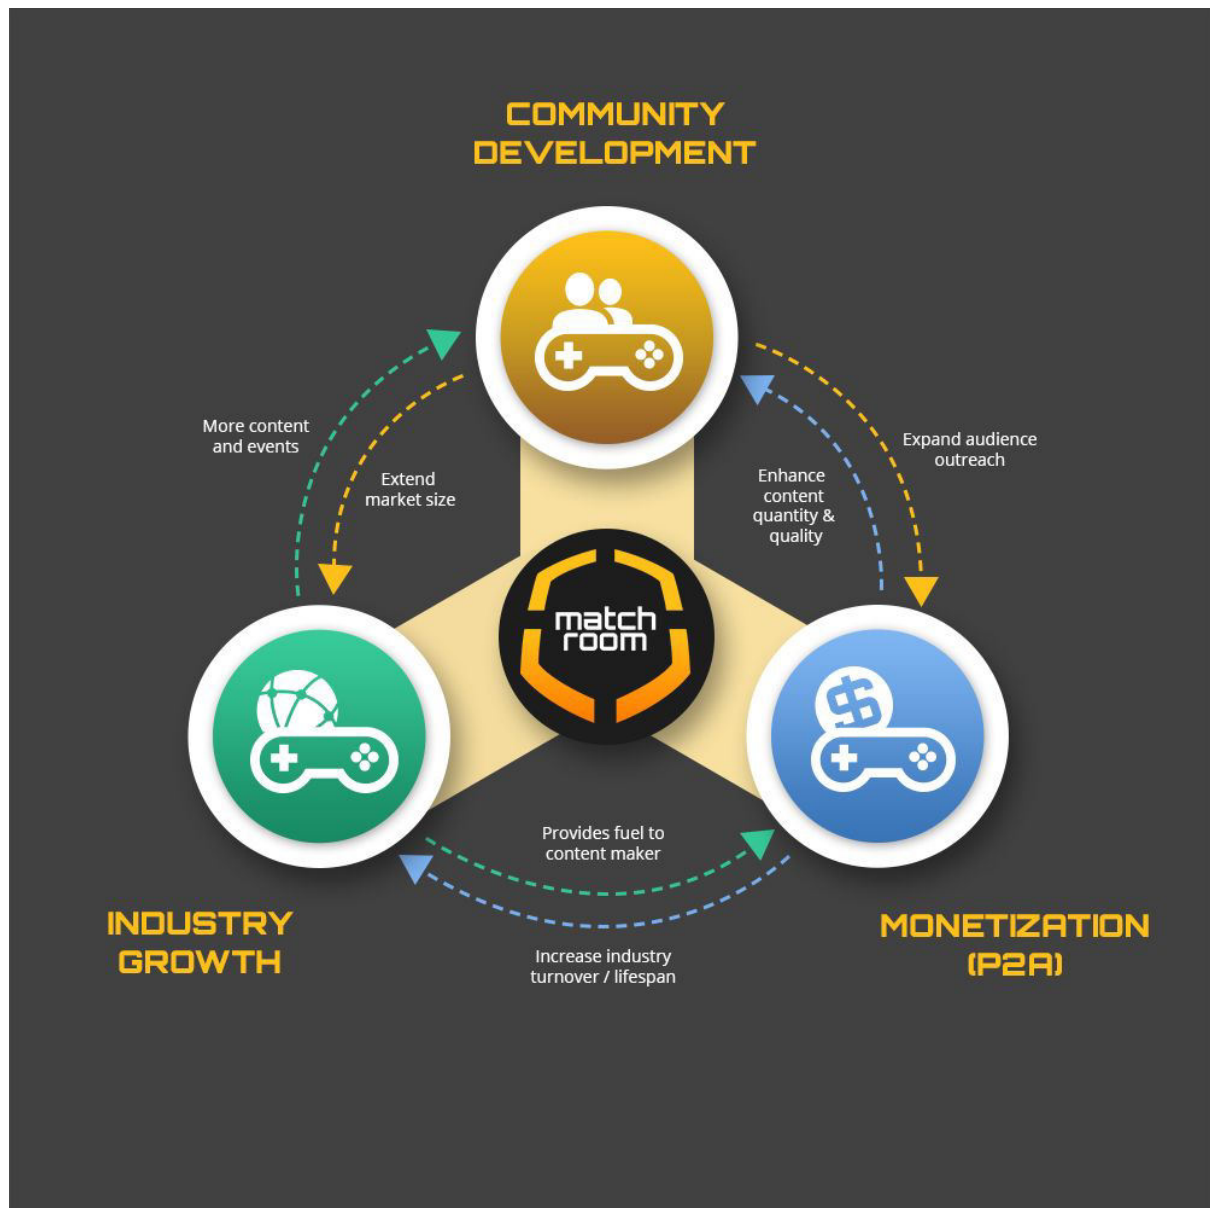 COMMUNITY
DEVELOPMENT
More content
and events
Extend
market size
Expand audience
outreach
Enhance
content
quantity &
quality
match
room
Provides fuel to
content maker
INDUSTRY
GROWTH
MONETIZATION
(P2A)
Increase industry
turnover / lifespan